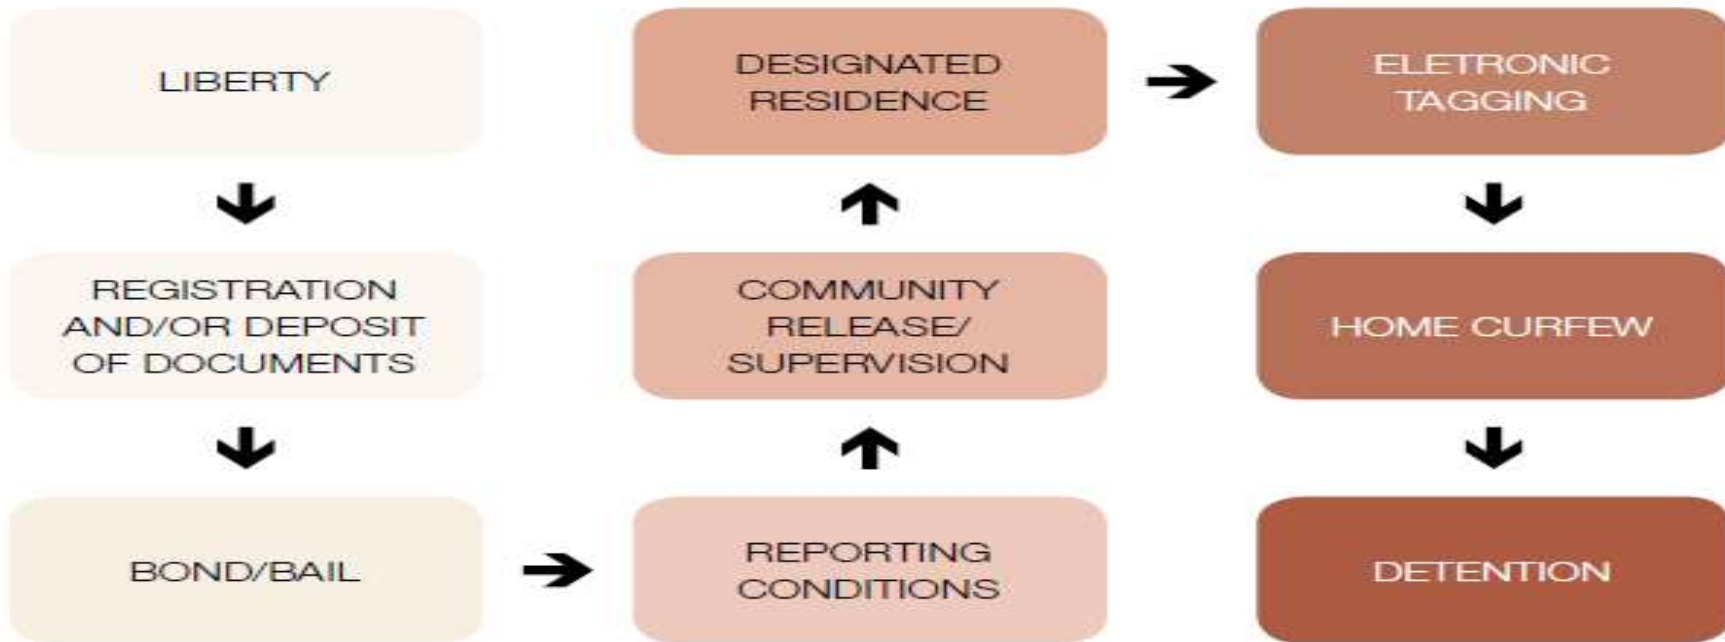 LIBERTY
REGISTRATION
AND/OR DEPOSIT
OF DOCUMENTS
BOND/BAIL
REPORTING
CONDITIONS
COMMUNITY
RELEASE/
SUPERVISION
DESIGNATED
RESIDENCE
ELETRONIC
TAGGING
HOME CURFEW
DETENTION